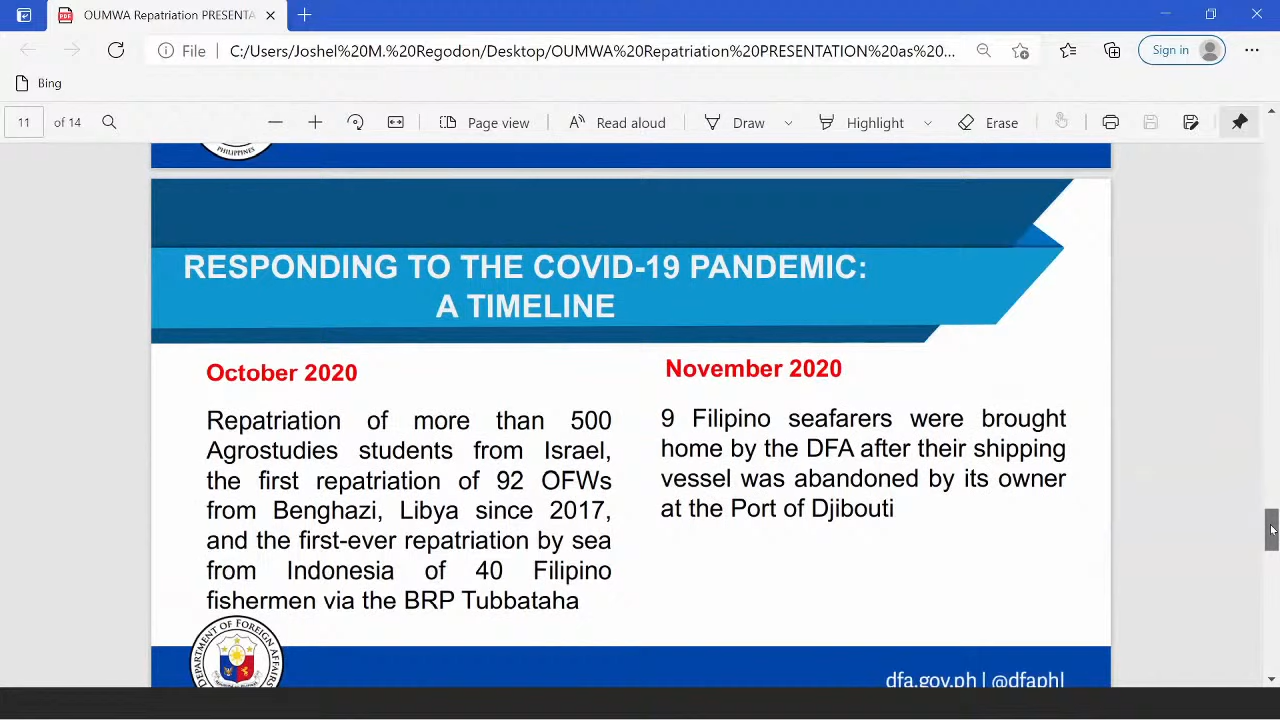 OUMWA Repatriation PRESENTA
File
C:/Users/Joshel%20M.%20Regodon/Desktop/OUMWA%20Repatriation%20PRESENTATION%20as%20...
Sign in
Bing
11 of 14
Page view
Read aloud
Draw
Highlight
Erase
PHILIPPINES
RESPONDING TO THE COVID-19 PANDEMIC:
A TIMELINE
October 2020
Repatriation of more than 500
Agrostudies students from Israel,
the first repatriation of 92 OFWs
from Benghazi, Libya since 2017,
and the first-ever repatriation by sea
from Indonesia of 40 Filipino
fishermen via the BRP Tubbataha
November 2020
9 Filipino seafarers were brought
home by the DFA after their shipping
vessel was abandoned by its owner
at the Port of Djibouti
DEPARTMENT OF FOREIGN AFFAIRS
dfa.gov.ph | @dfaphl